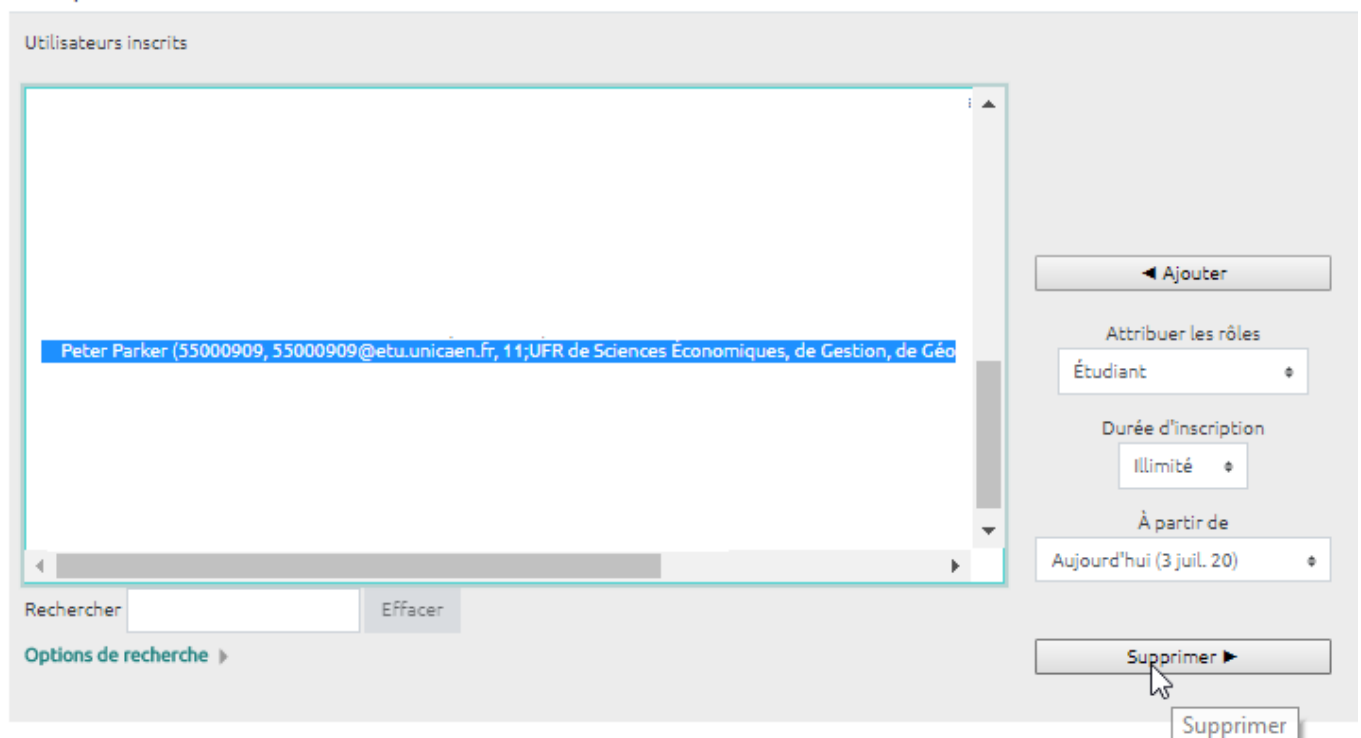 Utilisateurs inscrits
Peter Parker (55000909, 55000909@etu.unicaen.fr, 11;UFR de Sciences Économiques, de Gestion, de Géo
Rechercher
Effacer
Options de recherche
◄ Ajouter
Attribuer les rôles
Étudiant
Durée d'inscription
Illimité
À partir de
Aujourd'hui (3 juil. 20)
Supprimer ►
Supprimer